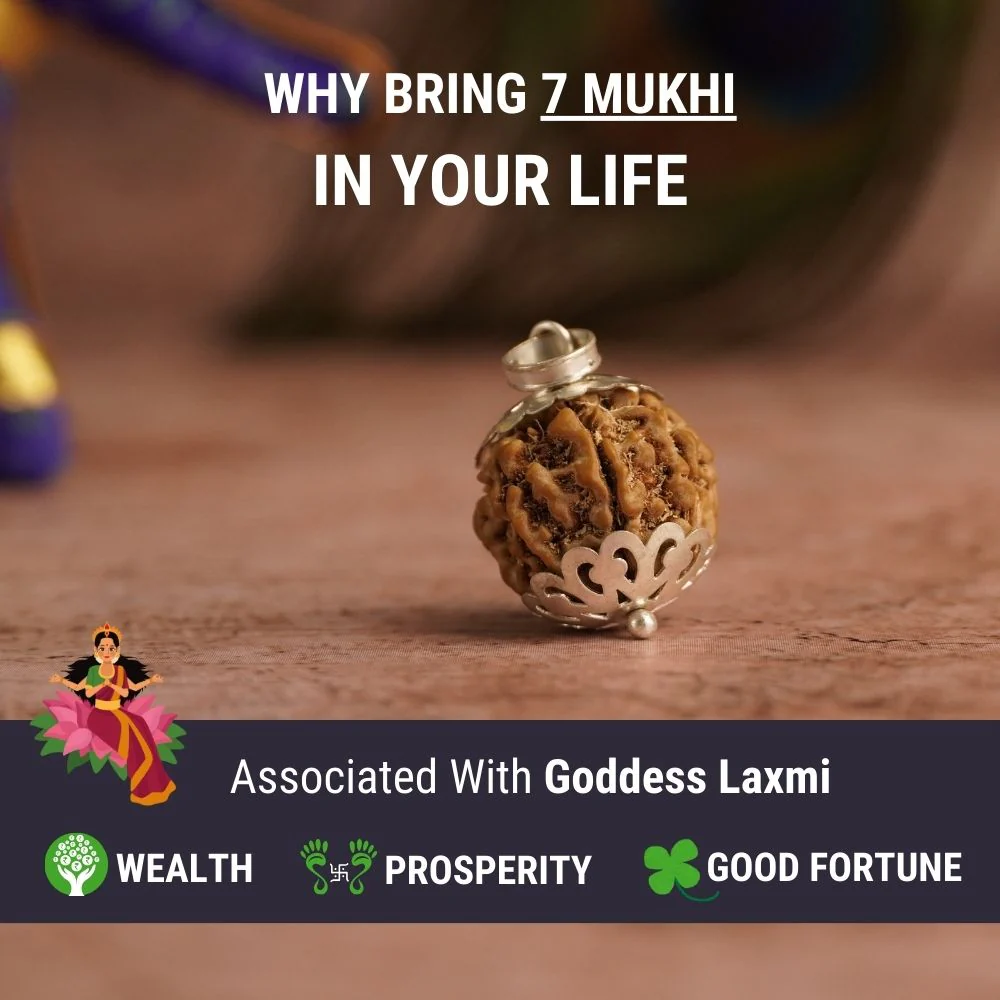 WHY BRING 7 MUKHI
IN YOUR LIFE
Associated With Goddess Laxmi
WEALTH
PROSPERITY
GOOD FORTUNE